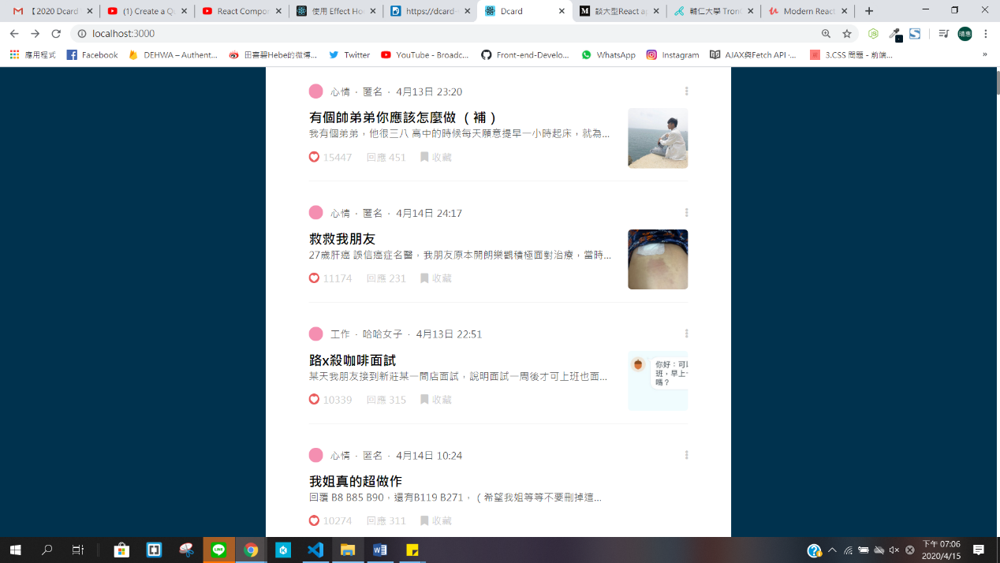 【2020 Dcard
(1) Create a Qu
React Compor
使用 Effect Ho
https://dcard-
Dcard
談大型React a
輔仁大學 TronC
Modern React
localhost:3000
晴惠
應用程式
Facebook
DEHWA – Authent...
田喜碧Hebe的微博...
Twitter
YouTube - Broadc...
Front-end-Develo...
WhatsApp
Instagram
AJAX與Fetch API ·...
3.CSS 問題 - 前端...
»
心情 · 匿名 · 4月13日 23:20
有個帥弟弟你應該怎麼做 （補）
我有個弟弟，他很三八 高中的時候每天願意提早一小時起床，就為...
15447 回應 451 收藏
心情 · 匿名 · 4月14日 24:17
救救我朋友
27歲肝癌 誤信癌症名醫，我朋友原本開朗樂觀積極面對治療，當時...
11174 回應 231 收藏
工作 · 哈哈女子 · 4月13日 22:51
路x殺咖啡面試
某天我朋友接到新莊某一間店面試，說明面試一周後才可上班也面...
你好：可以
班，早上
嗎？
10339 回應 315 收藏
心情 · 匿名 · 4月14日 10:24
我姐真的超做作
回覆 B8 B85 B90，還有B119 B271，（希望我姐等等不要刪掉這...
10274 回應 311 收藏
LINE
下午 07:06
2020/4/15